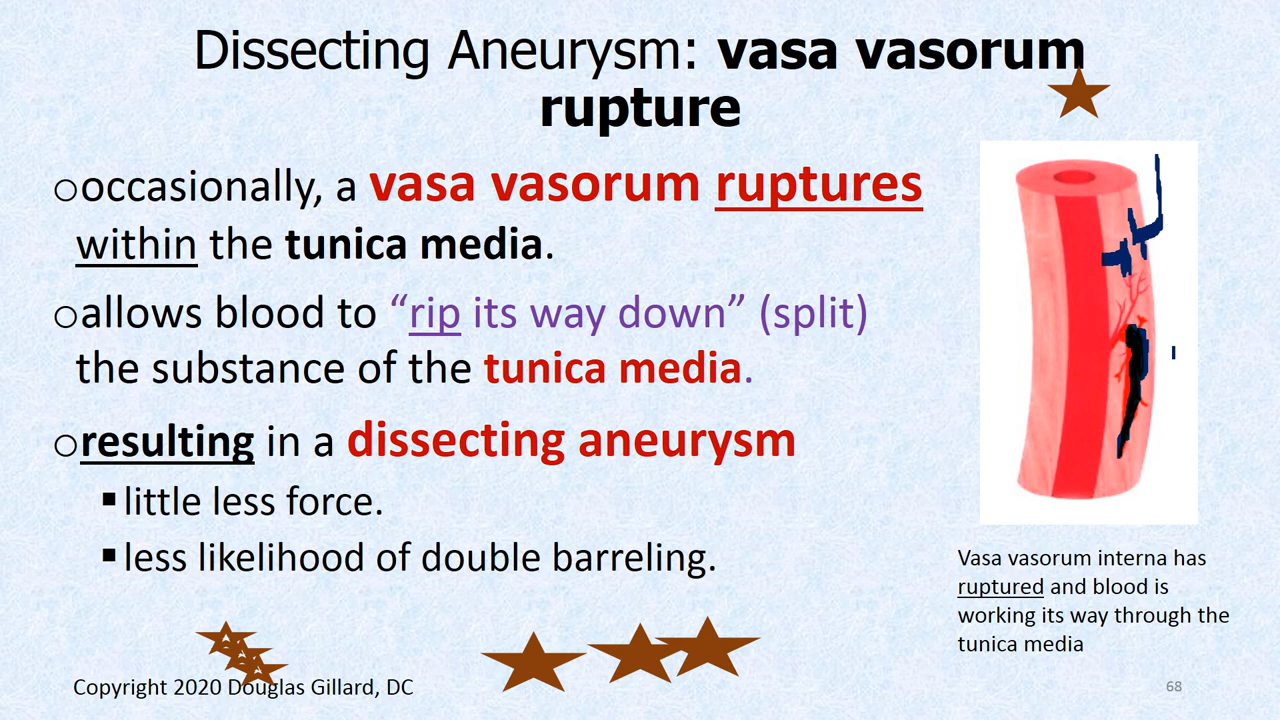 Dissecting Aneurysm: vasa vasorum
rupture
occasionally, a vasa vasorum ruptures
within the tunica media.
allows blood to “rip its way down” (split)
the substance of the tunica media.
resulting in a dissecting aneurysm
little less force.
less likelihood of double barreling.
Vasa vasorum interna has
ruptured and blood is
working its way through the
tunica media
Copyright 2020 Douglas Gillard, DC
68